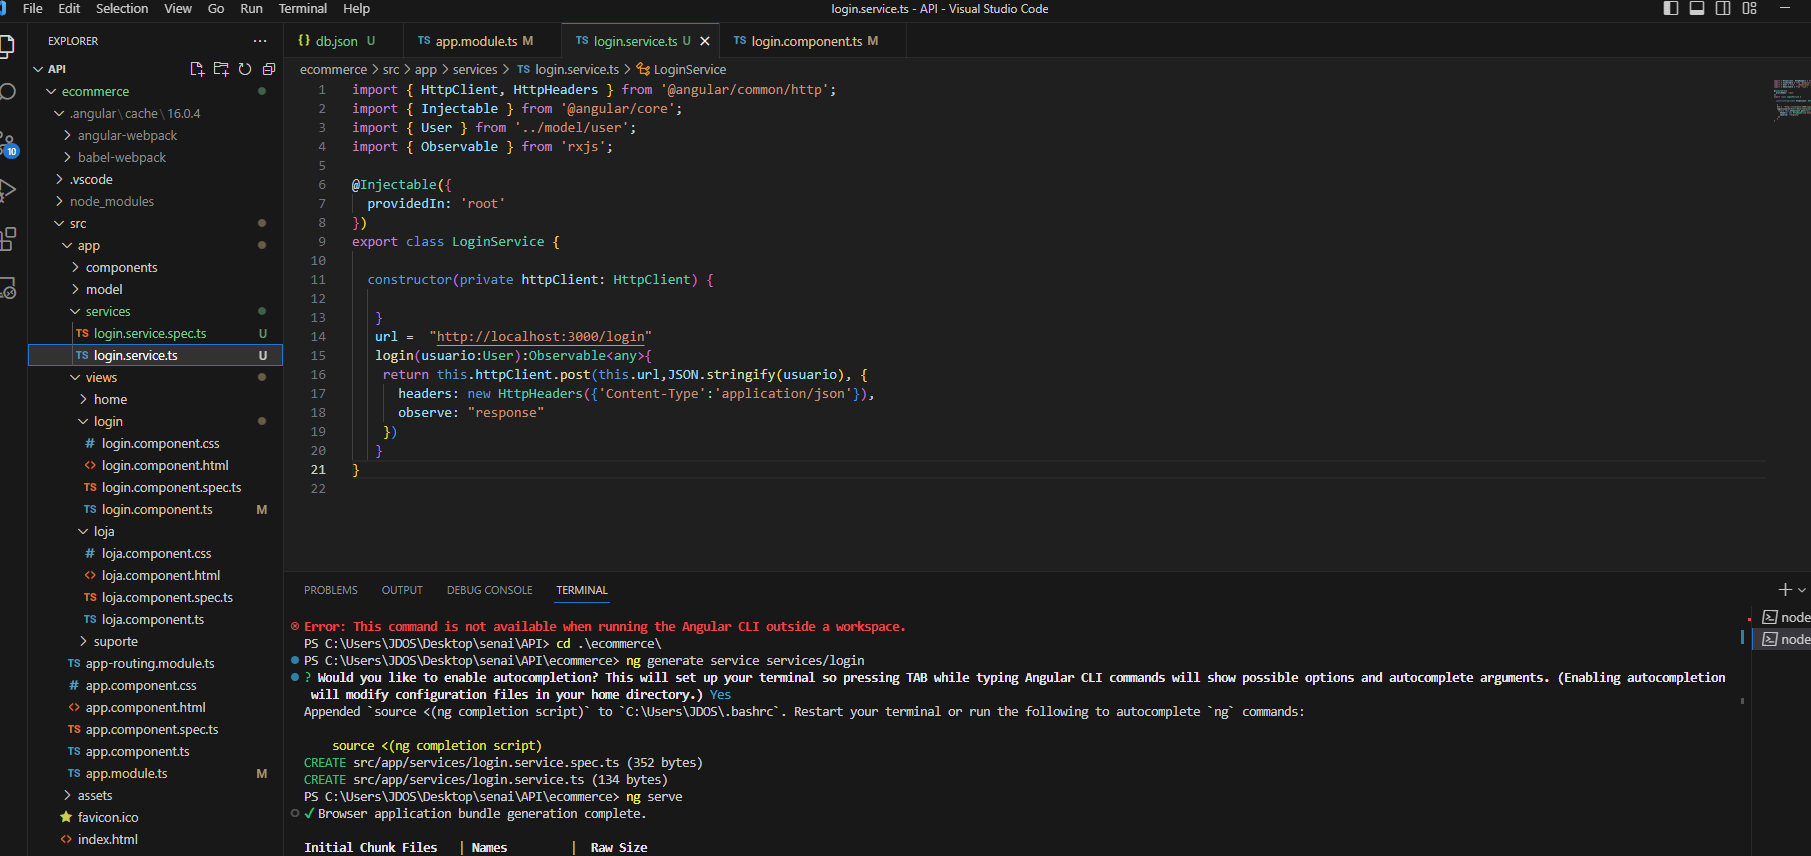 File Edit Selection View Go Run Terminal Help
login.service.ts - API - Visual Studio Code
EXPLORER
API
ecommerce
.angular \ cache \ 16.0.4
angular-webpack
babel-webpack
.vscode
node_modules
src
app
components
model
services
TS login.service.spec.ts U
TS login.service.ts U
views
home
login
# login.component.css
<> login.component.html
TS login.component.spec.ts
TS login.component.ts M
loja
# loja.component.css
<> loja.component.html
TS loja.component.spec.ts
TS loja.component.ts
suporte
TS app-routing.module.ts
# app.component.css
<> app.component.html
TS app.component.spec.ts
TS app.component.ts
TS app.module.ts M
assets
favicon.ico
<> index.html
10
{} db.json U
TS app.module.ts M
TS login.service.ts U
TS login.component.ts M
ecommerce > src > app > services > TS login.service.ts > LoginService
1 import { HttpClient, HttpHeaders } from '@angular/common/http';
2 import { Injectable } from '@angular/core';
3 import { User } from '../model/user';
4 import { Observable } from 'rxjs';
5
6 @Injectable({
7 providedIn: 'root'
8 })
9 export class LoginService {
10
11 constructor(private httpClient: HttpClient) {
12
13 }
14 url = "http://localhost:3000/login"
15 login(usuario:User):Observable<any>{
16 return this.httpClient.post(this.url,JSON.stringify(usuario), {
17 headers: new HttpHeaders({'Content-Type':'application/json'}),
18 observe: "response"
19 })
20 }
21 }
22
PROBLEMS OUTPUT DEBUG CONSOLE TERMINAL
Error: This command is not available when running the Angular CLI outside a workspace.
PS C:\Users\JDOS\Desktop\senai\API> cd .\ecommerce\
PS C:\Users\JDOS\Desktop\senai\API\ecommerce> ng generate service services/login
? Would you like to enable autocompletion? This will set up your terminal so pressing TAB while typing Angular CLI commands will show possible options and autocomplete arguments. (Enabling autocompletion
will modify configuration files in your home directory.) Yes
Appended `source <(ng completion script)` to `C:\Users\JDOS\.bashrc`. Restart your terminal or run the following to autocomplete `ng` commands:
source <(ng completion script)
CREATE src/app/services/login.service.spec.ts (352 bytes)
CREATE src/app/services/login.service.ts (134 bytes)
PS C:\Users\JDOS\Desktop\senai\API\ecommerce> ng serve
✓ Browser application bundle generation complete.
Initial Chunk Files | Names | Raw Size
node
node